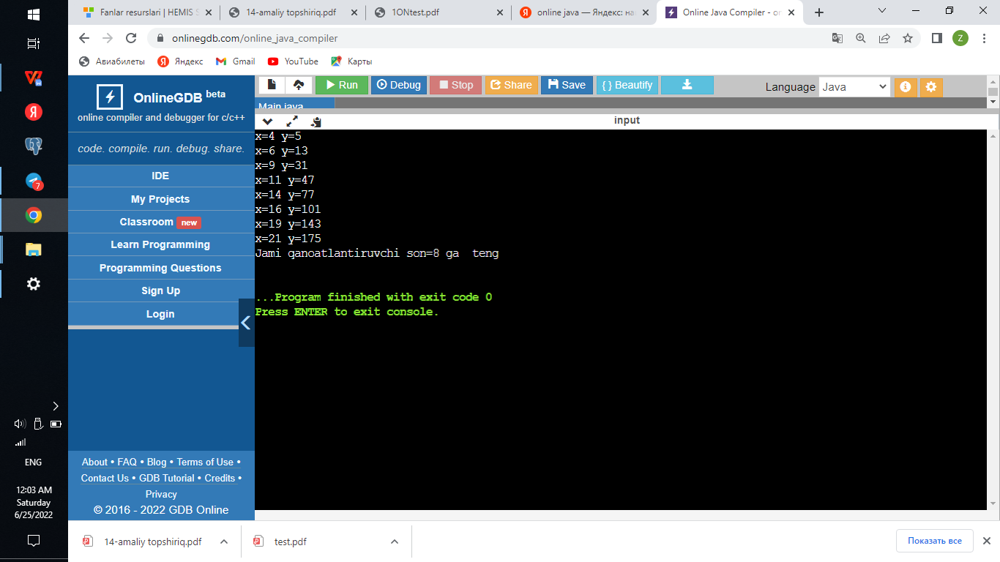 Fanlar resurslari | HEMIS S
14-amaliy topshiriq.pdf
1ONtest.pdf
Я online java — Яндекс: на
Online Java Compiler - o
onlinegdb.com/online_java_compiler
Z
Авиабилеты
Я Яндекс
Gmail
YouTube
Карты
OnlineGDB beta
online compiler and debugger for c/c++
code. compile. run. debug. share.
IDE
My Projects
Classroom new
Learn Programming
Programming Questions
Sign Up
Login
About • FAQ • Blog • Terms of Use •
Contact Us • GDB Tutorial • Credits •
Privacy
© 2016 - 2022 GDB Online
Run
Debug
Stop
Share
Save
{ } Beautify
Language Java
Main.java
input
x=4 y=5
x=6 y=13
x=9 y=31
x=11 y=47
x=14 y=77
x=16 y=101
x=19 y=143
x=21 y=175
Jami qanoatlantiruvchi son=8 ga  teng
...Program finished with exit code 0
Press ENTER to exit console.
Я
7
ENG
12:03 AM
Saturday
6/25/2022
14-amaliy topshiriq.pdf
test.pdf
Показать все